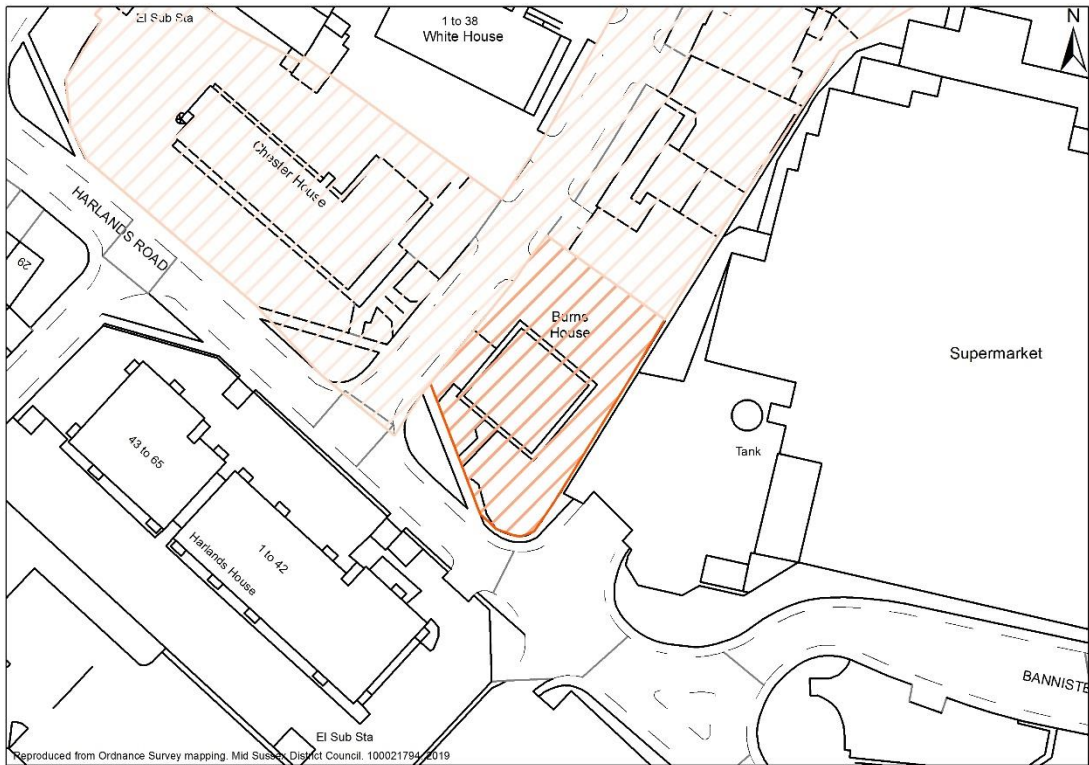 El Sub Sta
1 to 38
White House
N
Chester House
HARLANDS ROAD
29
Burns
House
Supermarket
Tank
43 to 65
1 to 42
Harlands House
BANNISTE
El Sub Sta
Reproduced from Ordnance Survey mapping. Mid Sussex District Council. 100021794. 2019